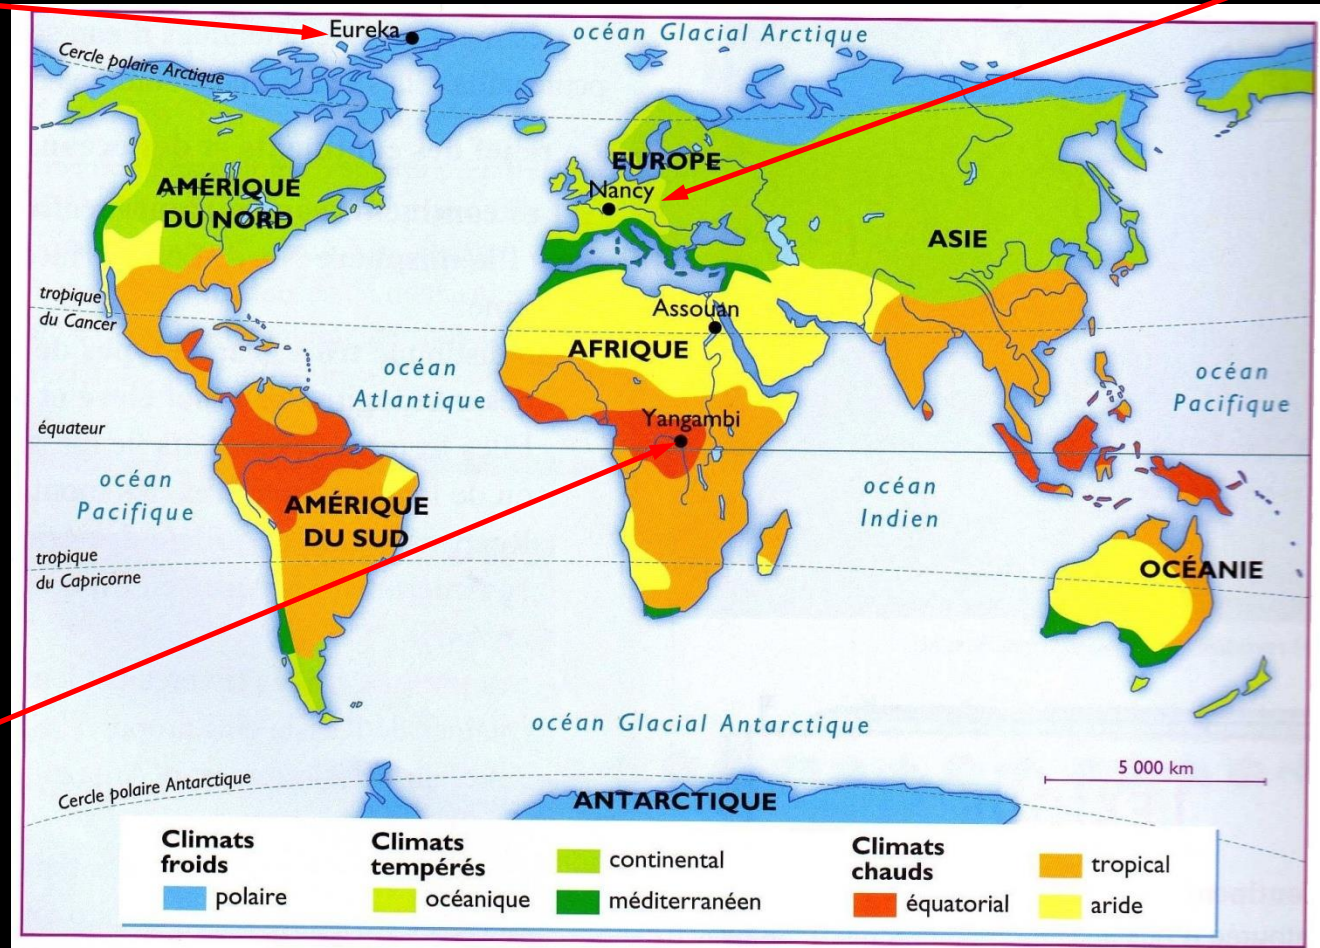 Eureka
océan Glacial Arctique
Cercle polaire Arctique
EUROPE
Nancy
AMÉRIQUE
DU NORD
ASIE
tropique
du Cancer
Assouan
AFRIQUE
océan
Atlantique
océan
Pacifique
Yangambi
équateur
océan
Pacifique
océan
Indien
AMÉRIQUE
DU SUD
tropique
du Capricorne
OCÉANIE
océan Glacial Antarctique
5 000 km
Cercle polaire Antarctique
ANTARCTIQUE
Climats
froids
polaire
Climats
tempérés
océanique
continental
méditerranéen
Climats
chauds
équatorial
tropical
aride